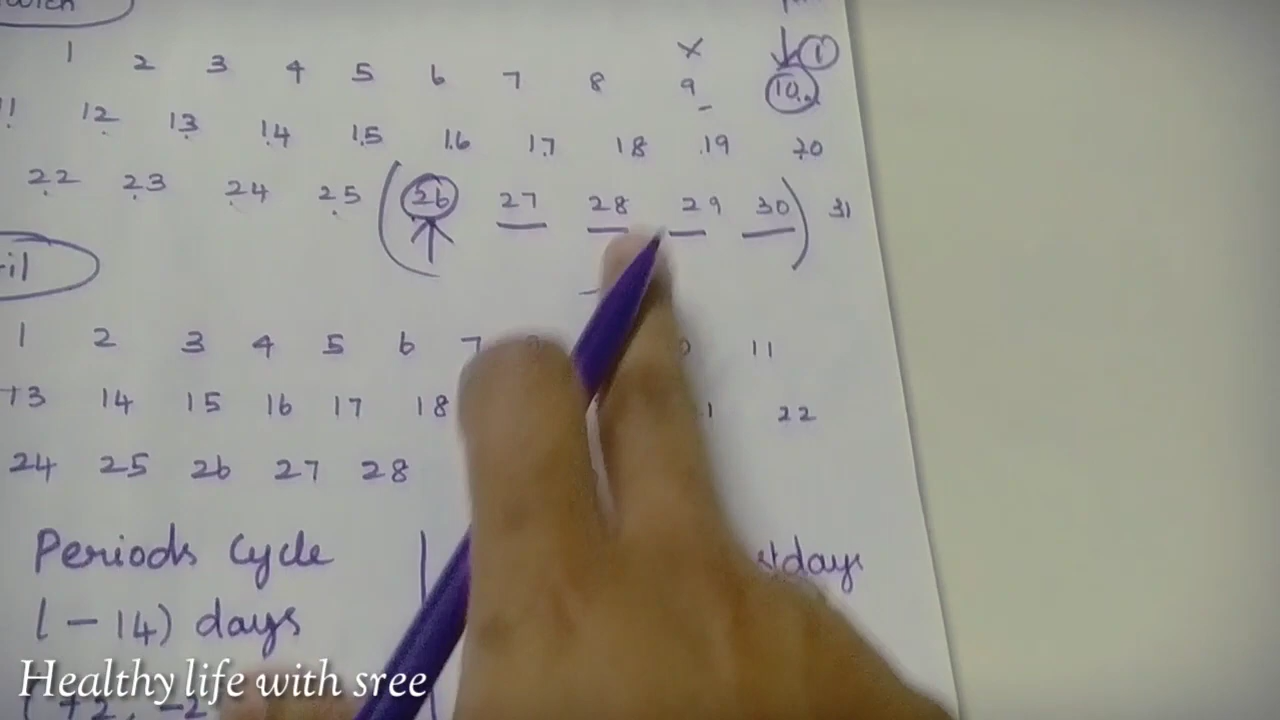 1 2 3 4 5 6 7 8 9 10 1
11 12 13 14 15 16 17 18 19 20
22 23 24 25 (26 27 28 29 30) 31
1 2 3 4 5 6 7 11
14 15 16 17 18 22
24 25 26 27 28
Periods Cycle
(-14) days
Healthy life with sree